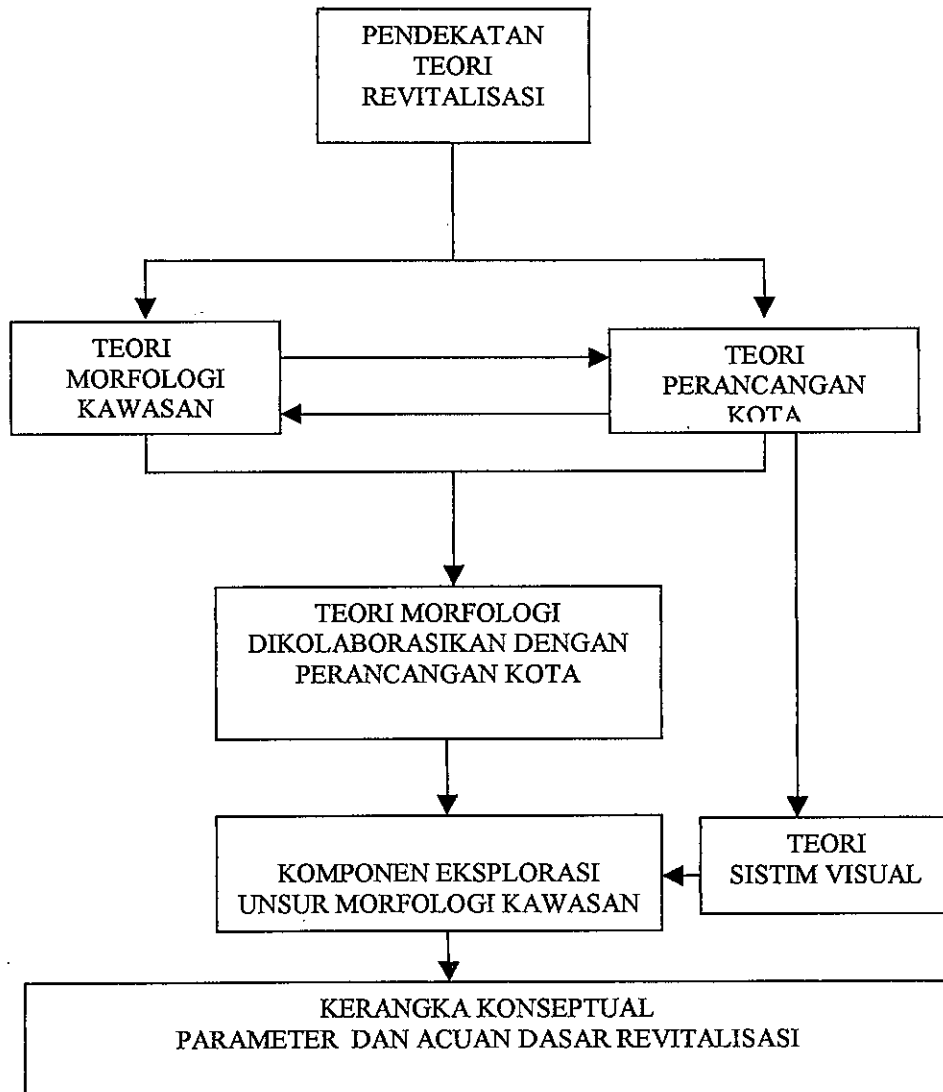 PENDEKATAN
TEORI
REVITALISASI
TEORI
MORFOLOGI
KAWASAN
TEORI
PERANCANGAN
KOTA
TEORI MORFOLOGI
DIKOLABORASIKAN DENGAN
PERANCANGAN KOTA
KOMPONEN EKSPLORASI
UNSUR MORFOLOGI KAWASAN
TEORI
SISTIM VISUAL
KERANGKA KONSEPTUAL
PARAMETER DAN ACUAN DASAR REVITALISASI